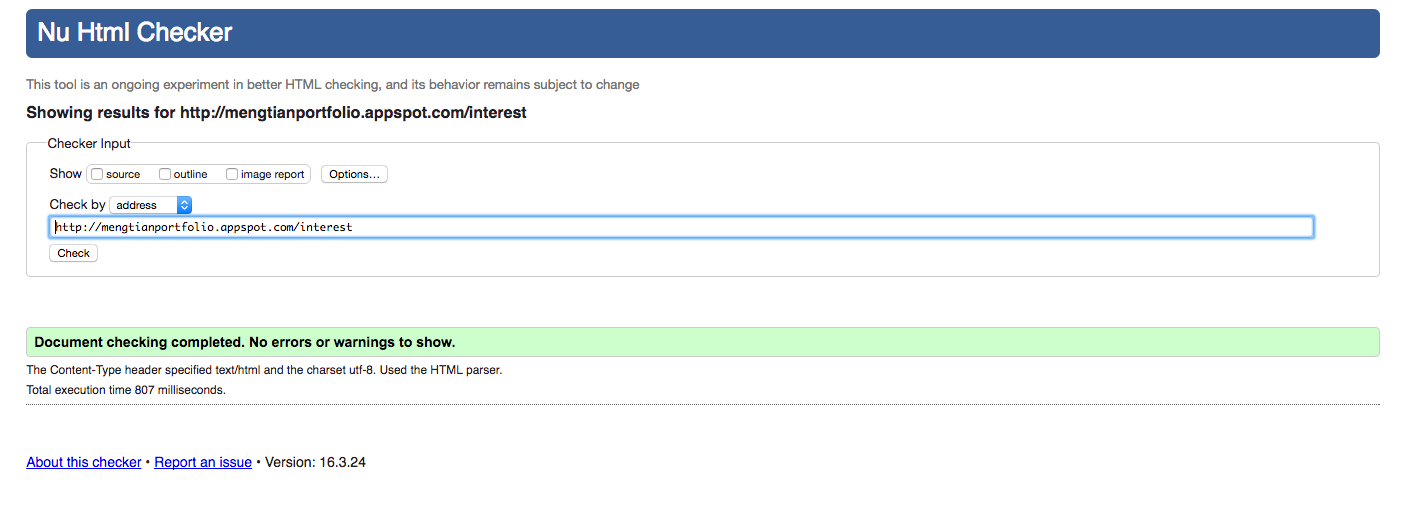 Nu Html Checker
This tool is an ongoing experiment in better HTML checking, and its behavior remains subject to change
Showing results for http://mengtianportfolio.appspot.com/interest
Checker Input
Show source outline image report Options...
Check by address
http://mengtianportfolio.appspot.com/interest
Check
Document checking completed. No errors or warnings to show.
The Content-Type header specified text/html and the charset utf-8. Used the HTML parser.
Total execution time 807 milliseconds.
About this checker • Report an issue • Version: 16.3.24